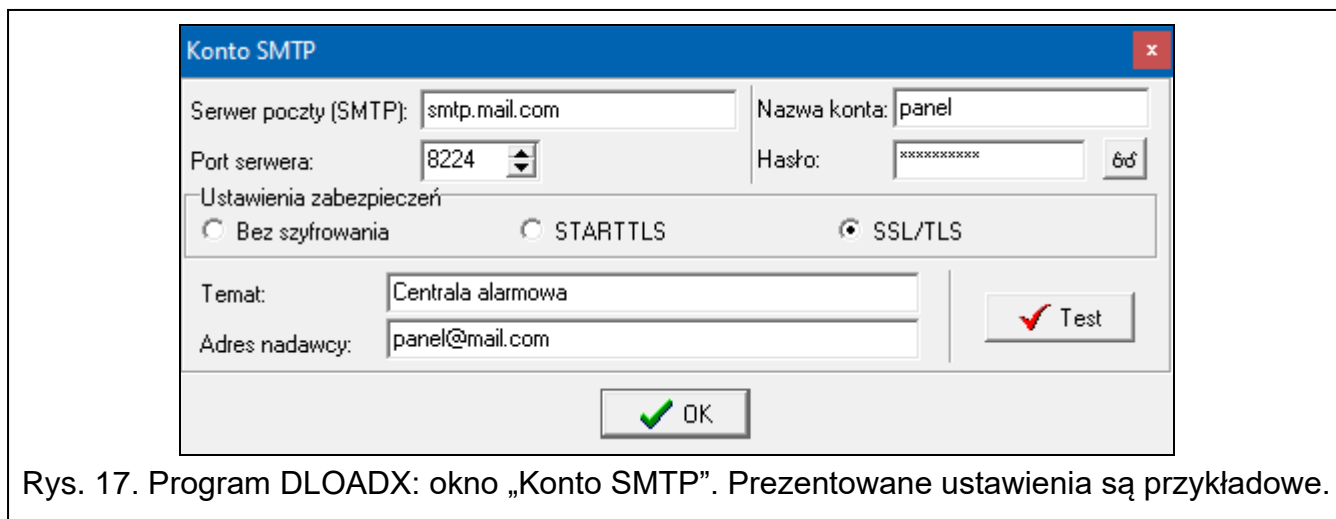 Konto SMTP
x
Serwer poczty (SMTP): smtp.mail.com Nazwa konta: panel
Port serwera: 8224 Hasło: **********
Ustawienia zabezpieczeń
Bez szyfrowania STARTTLS SSL/TLS
Temat: Centrala alarmowa
Test
Adres nadawcy: panel@mail.com
OK
Rys. 17. Program DLOADX: okno „Konto SMTP”. Prezentowane ustawienia są przykładowe.